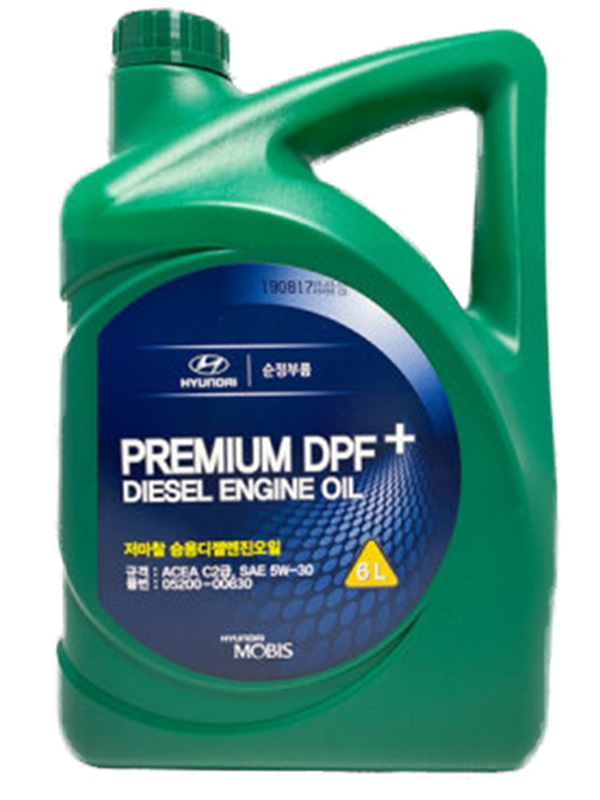 190817
HYUNDAI 순정부품
PREMIUM DPF+
DIESEL ENGINE OIL
저마찰 승용디젤엔진오일
규격 : ACEA C2급, SAE 5W-30
품번 : 05200-00630
6 L
HYUNDAI
MOBIS